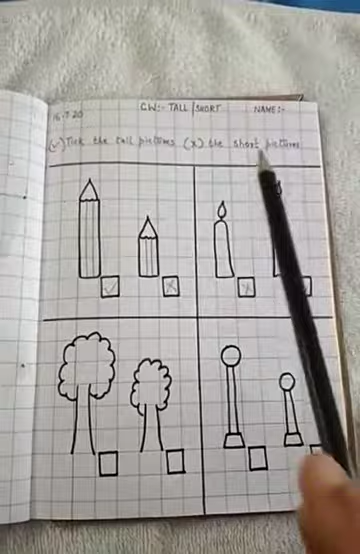 16.7.20 CW:- TALL/SHORT NAME:-
(✓) Tick the tall pictures (x) the short pictures